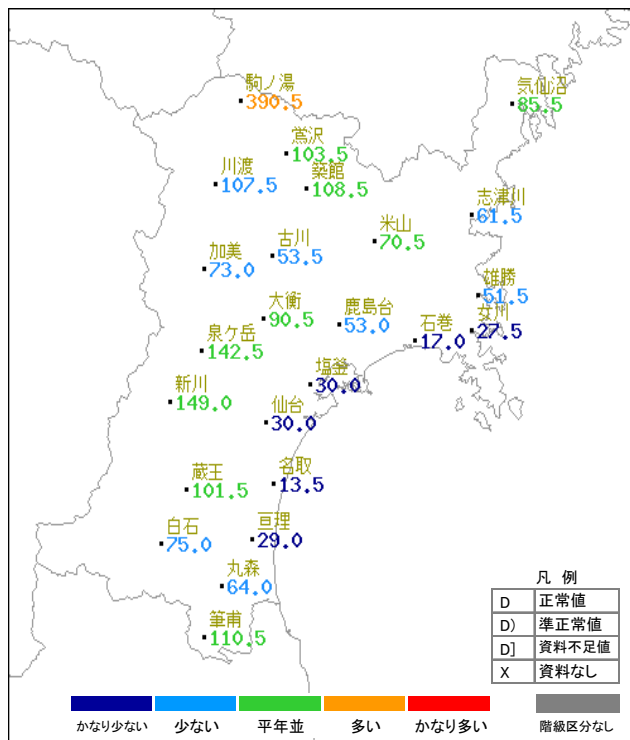 駒ノ湯
390.5
気仙沼
85.5
鶯沢
103.5
川渡
107.5
築館
108.5
志津川
61.5
米山
70.5
古川
53.5
加美
73.0
雄勝
51.5
大衡
90.5
鹿島台
53.0
石巻
17.0
女川
27.5
泉ケ岳
142.5
塩釜
30.0
新川
149.0
仙台
30.0
名取
13.5
蔵王
101.5
白石
75.0
亘理
29.0
丸森
64.0
筆甫
110.5
凡 例
D 正常値
D) 準正常値
D] 資料不足値
X 資料なし
かなり少ない 少ない 平年並 多い かなり多い 階級区分なし